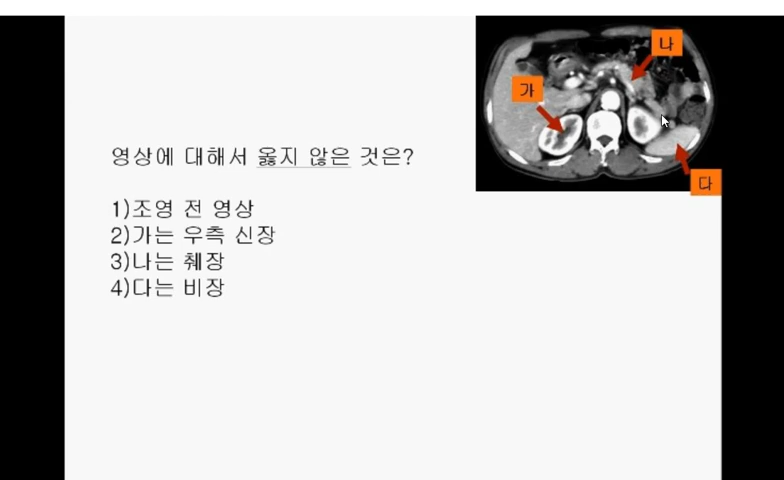 나
가
다
영상에 대해서 옳지 않은 것은?
1)조영 전 영상
2)가는 우측 신장
3)나는 췌장
4)다는 비장